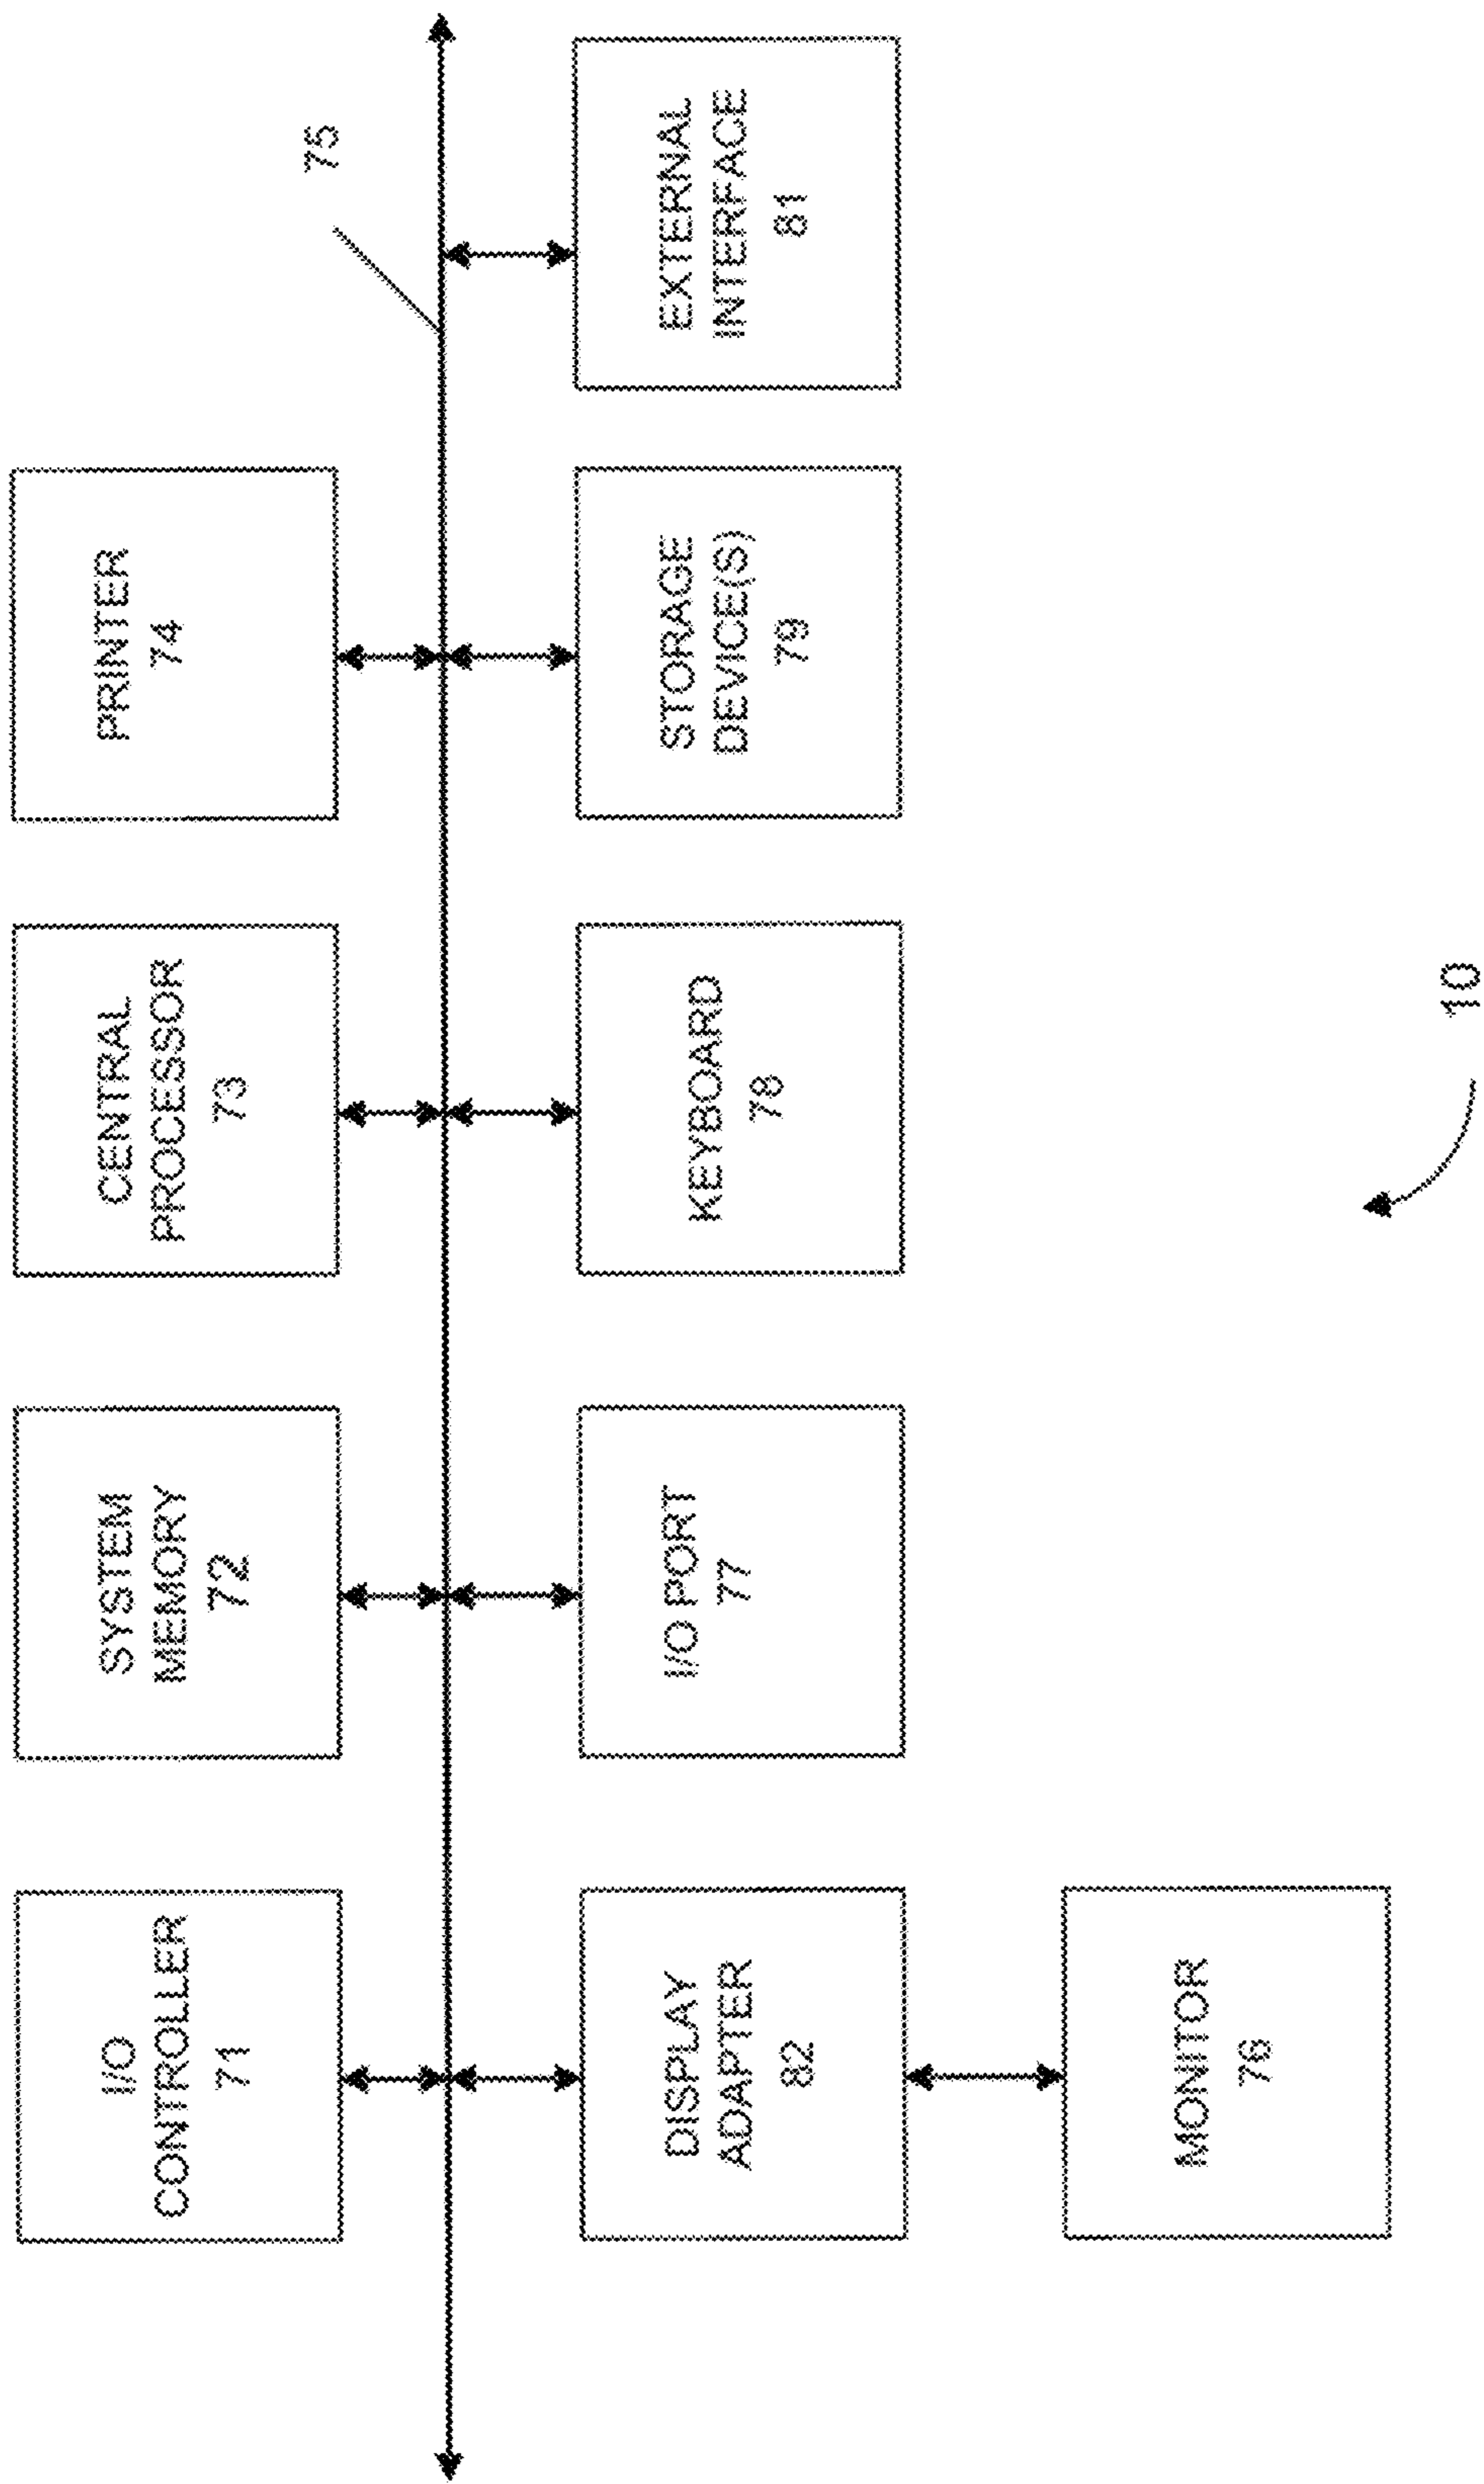 I/O
CONTROLLER
71
SYSTEM
MEMORY
72
CENTRAL
PROCESSOR
73
PRINTER
74
75
DISPLAY
ADAPTER
82
I/O PORT
77
KEYBOARD
78
STORAGE
DEVICE(S)
79
EXTERNAL
INTERFACE
81
MONITOR
76
10